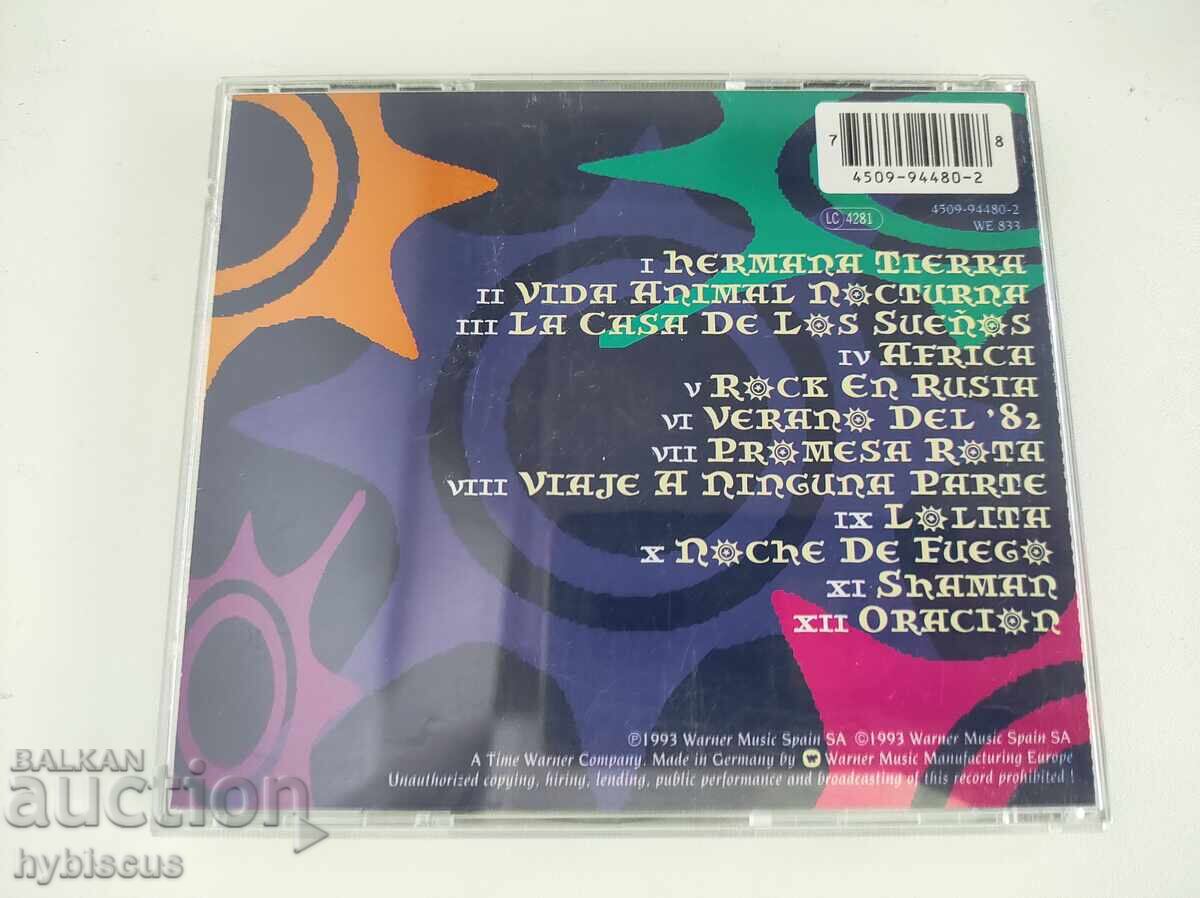 7 8
4509-94480-2
LC 4281
4509-94480-2
WE 833
I HERMANA TIERRA
II VIDA ANIMAL NOCTURNA
III LA CASA DE LOS SUEÑOS
IV AFRICA
V ROCK EN RUSIA
VI VERANO DEL '82
VII PROMESA ROTA
VIII VIAJE A NINGUNA PARTE
IX LOLITA
X NOCHE DE FUEGO
XI SHAMAN
XII ORACION
℗1993 Warner Music Spain SA ©1993 Warner Music Spain SA
A Time Warner Company. Made in Germany by Warner Music Manufacturing Europe
Unauthorized copying, hiring, lending, public performance and broadcasting of this record prohibited !
BALKAN
auction
hybiscus